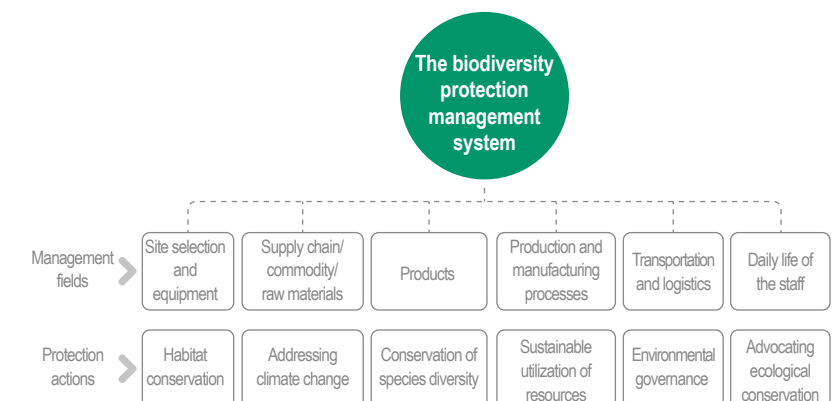 The biodiversity
protection
management
system
Management
fields
Site selection
and
equipment
Supply chain/
commodity/
raw materials
Products
Production and
manufacturing
processes
Transportation
and logistics
Daily life of
the staff
Protection
actions
Habitat
conservation
Addressing
climate change
Conservation of
species diversity
Sustainable
utilization of
resources
Environmental
governance
Advocating
ecological
conservation